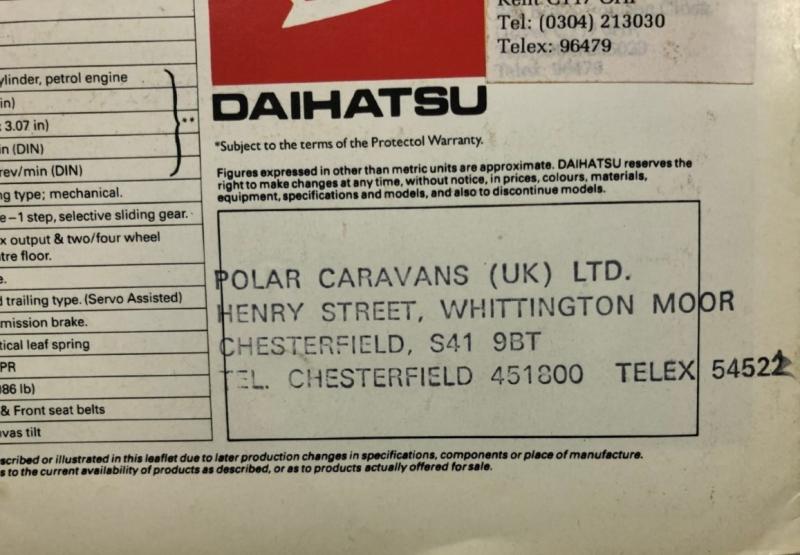 ylinder, petrol engine
in)
3.07 in)
**
in (DIN)
rev/min (DIN)
ng type; mechanical.
e–1 step, selective sliding gear.
x output & two/four wheel
tre floor.
e.
d trailing type. (Servo Assisted)
mission brake.
tical leaf spring
PR
86 lb)
& Front seat belts
vas tilt
Tel: (0304) 213030
Telex: 96479
DAIHATSU
*Subject to the terms of the Protectol Warranty.
Figures expressed in other than metric units are approximate. DAIHATSU reserves the
right to make changes at any time, without notice, in prices, colours, materials,
equipment, specifications and models, and also to discontinue models.
POLAR CARAVANS (UK) LTD.
HENRY STREET, WHITTINGTON MOOR
CHESTERFIELD, S41 9BT
TEL. CHESTERFIELD 451800 TELEX 54522
scribed or illustrated in this leaflet due to later production changes in specifications, components or place of manufacture.
s to the current availability of products as described, or as to products actually offered for sale.